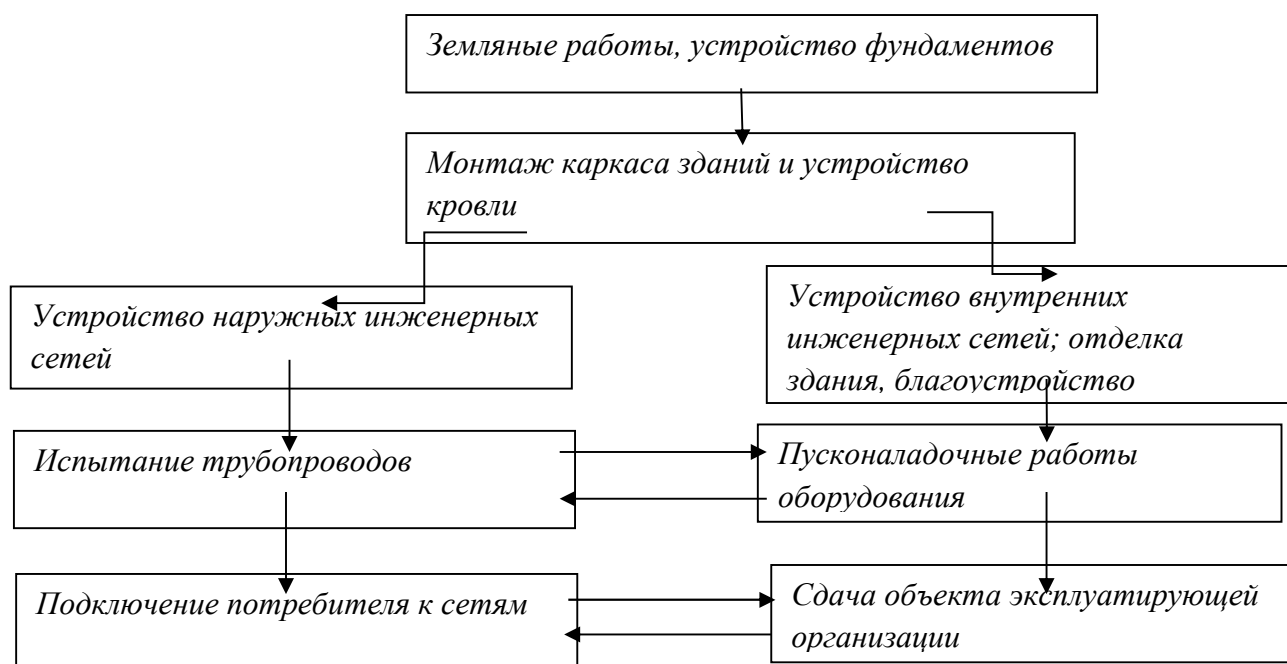 Земляные работы, устройство фундаментов
Монтаж каркаса зданий и устройство
кровли
Устройство наружных инженерных
сетей
Устройство внутренних
инженерных сетей; отделка
здания, благоустройство
Испытание трубопроводов
Пусконаладочные работы
оборудования
Подключение потребителя к сетям
Сдача объекта эксплуатирующей
организации